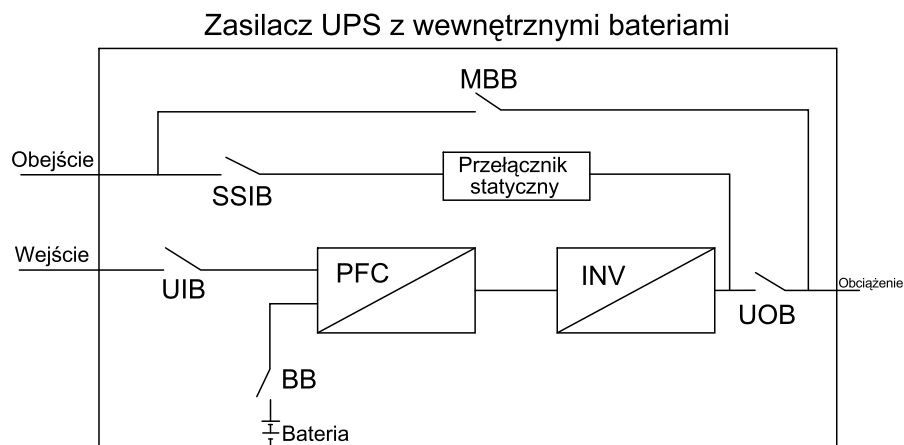 Zasilacz UPS z wewnętrznymi bateriami
MBB
Obejście
SSIB
Przełącznik
statyczny
Wejście
UIB
PFC
INV
UOB
Obciążenie
BB
Bateria